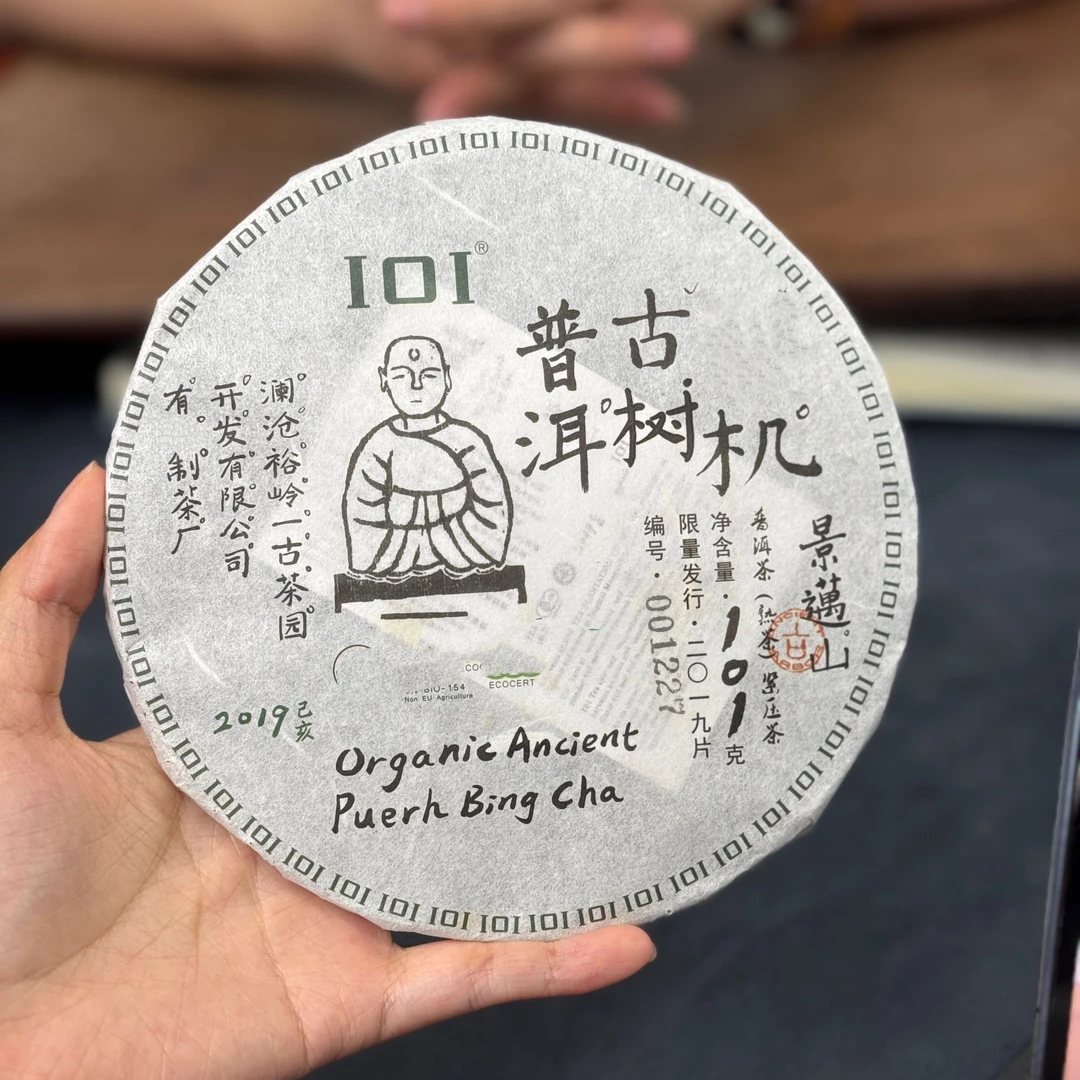 101®
古树机
普洱
景邁山
普洱茶（熟茶）紧压茶
净含量·101克
限量发行·二〇一九片
编号·001227
澜沧裕岭一古茶园
开发有限公司
有。制茶厂
ECOCERT
Non EU Agriculture
2019己亥
Organic Ancient
Puerh Bing Cha